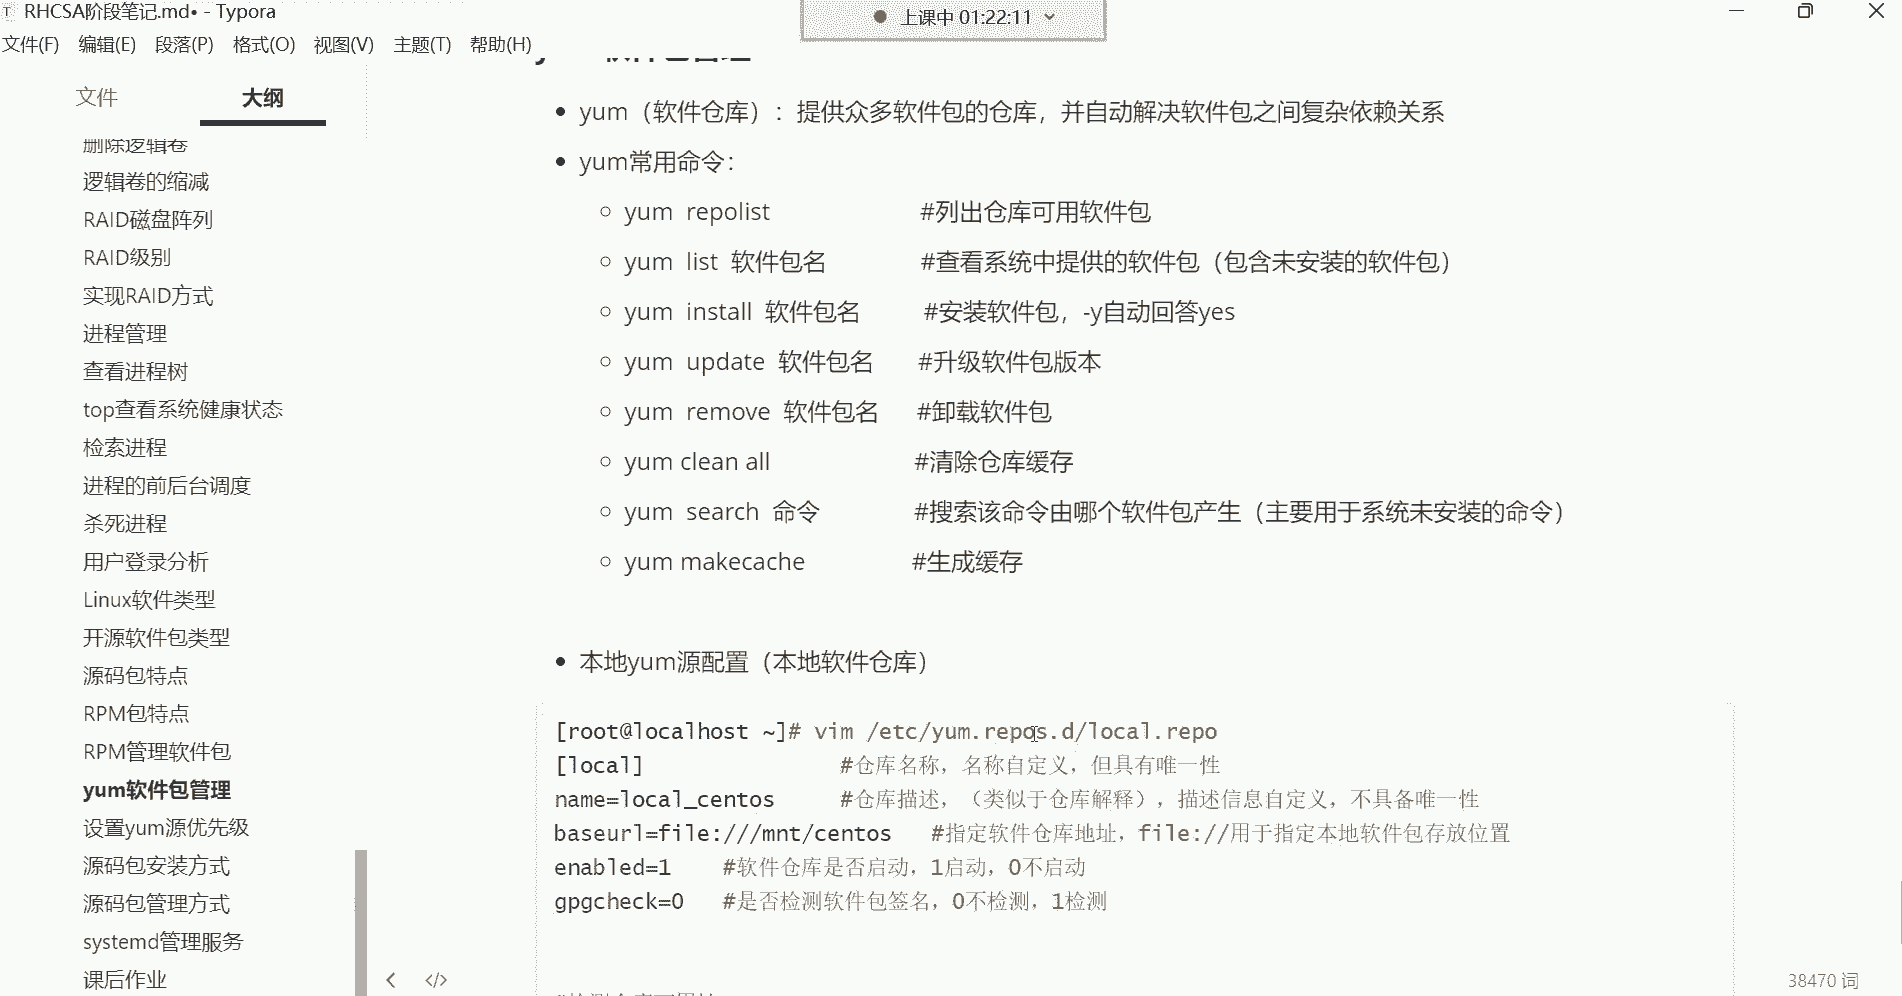 RHCSA阶段笔记.md• - Typora
上课中 01:22:11
文件(F) 编辑(E) 段落(P) 格式(O) 视图(V) 主题(T) 帮助(H)
文件
大纲
删除逻辑卷
逻辑卷的缩减
RAID磁盘阵列
RAID级别
实现RAID方式
进程管理
查看进程树
top查看系统健康状态
检索进程
进程的前后台调度
杀死进程
用户登录分析
Linux软件类型
开源软件包类型
源码包特点
RPM包特点
RPM管理软件包
yum软件包管理
设置yum源优先级
源码包安装方式
源码包管理方式
systemd管理服务
课后作业
• yum（软件仓库）：提供众多软件包的仓库，并自动解决软件包之间复杂依赖关系
• yum常用命令：
yum repolist #列出仓库可用软件包
yum list 软件包名 #查看系统中提供的软件包（包含未安装的软件包）
yum install 软件包名 #安装软件包，-y自动回答yes
yum update 软件包名 #升级软件包版本
yum remove 软件包名 #卸载软件包
yum clean all #清除仓库缓存
yum search 命令 #搜索该命令由哪个软件包产生（主要用于系统未安装的命令）
yum makecache #生成缓存
• 本地yum源配置（本地软件仓库）
[root@localhost ~]# vim /etc/yum.repos.d/local.repo
[local] #仓库名称，名称自定义，但具有唯一性
name=local_centos #仓库描述，（类似于仓库解释），描述信息自定义，不具备唯一性
baseurl=file:///mnt/centos #指定软件仓库地址，file://用于指定本地软件包存放位置
enabled=1 #软件仓库是否启动，1启动，0不启动
gpgcheck=0 #是否检测软件包签名，0不检测，1检测
38470 词